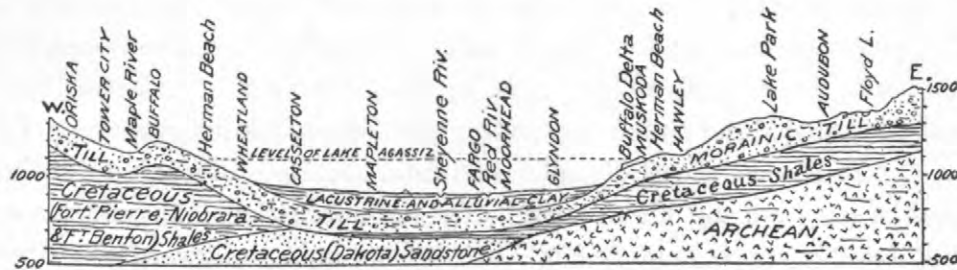 W.
ORISKA
TOWER CITY
Maple River
BUFFALO
Herman Beach
WHEATLAND
CASSELTON
MAPLETON
Sheyenne Riv.
FARGO
Red Riv.
MOORHEAD
GLYNDON
Buffalo Delta
MUSKODA
Herman Beach
HAWLEY
Lake Park
AUDUBON
Floyd L.
E.
1500
LEVEL OF LAKE AGASSIZ
TILL
MORAINIC TILL
1000
1000
LACUSTRINE AND ALLUVIAL CLAY
Cretaceous Shales
Cretaceous
(Fort. Pierre, Niobrara
& Ft. Benton) Shales
TILL
ARCHEAN
Cretaceous (Dakota) Sandstone
500
500